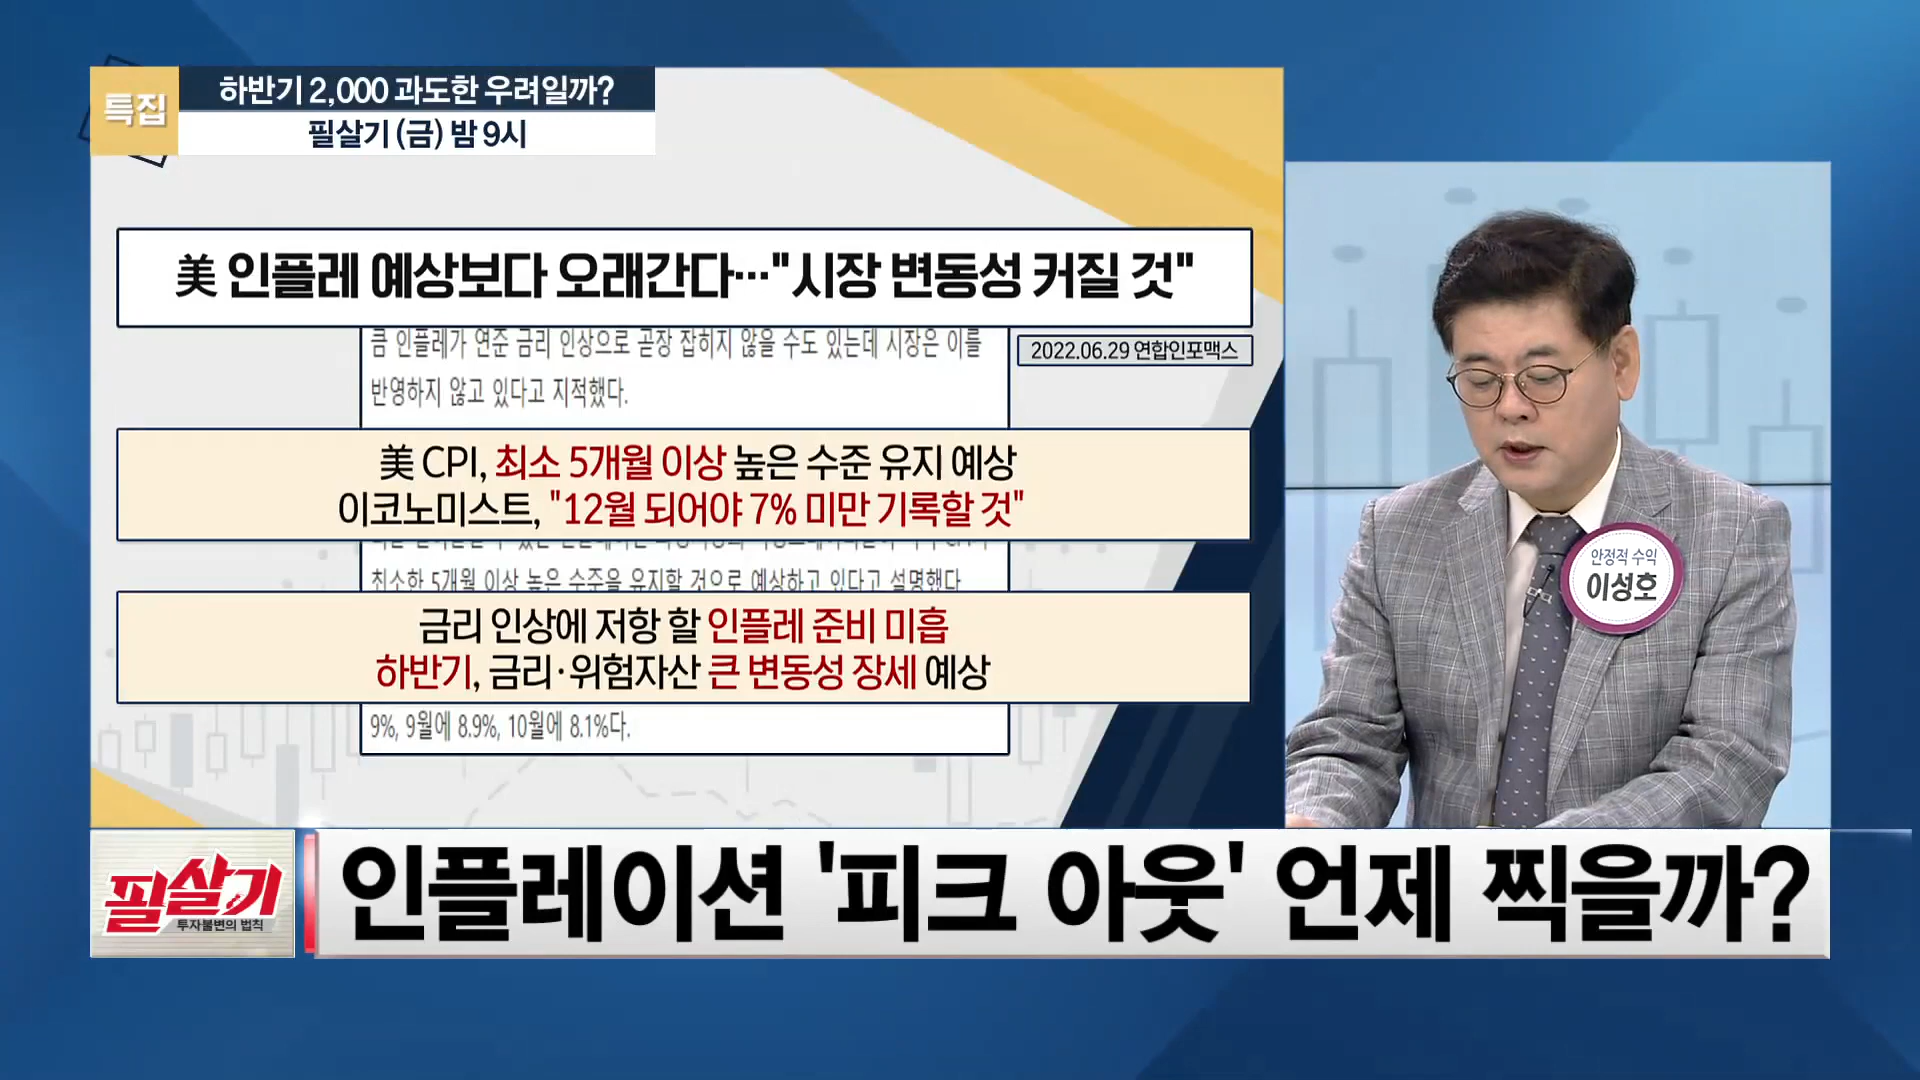 특집
하반기 2,000 과도한 우려일까?
필살기 (금) 밤 9시
美 인플레 예상보다 오래간다…"시장 변동성 커질 것"
2022.06.29 연합인포맥스
큼 인플레가 연준 금리 인상으로 곧장 잡히지 않을 수도 있는데 시장은 이를
반영하지 않고 있다고 지적했다.
美 CPI, 최소 5개월 이상 높은 수준 유지 예상
이코노미스트, "12월 되어야 7% 미만 기록할 것"
최소한 5개월 이상 높은 수준을 유지할 것으로 예상하고 있다고 설명했다
금리 인상에 저항 할 인플레 준비 미흡
하반기, 금리·위험자산 큰 변동성 장세 예상
9%, 9월에 8.9%, 10월에 8.1%다.
안정적 수익
이성호
필살기
투자불변의 법칙
인플레이션 '피크 아웃' 언제 찍을까?